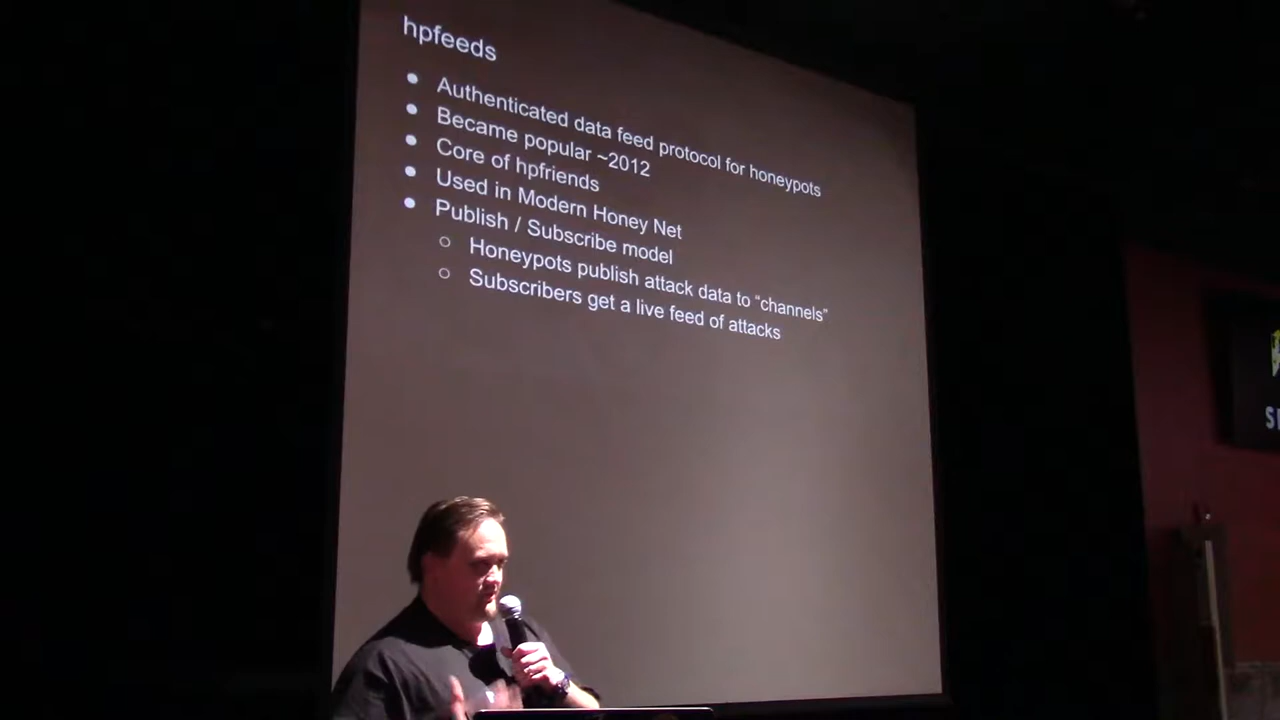 hpfeeds
● Authenticated data feed protocol for honeypots
● Became popular ~2012
● Core of hpfriends
● Used in Modern Honey Net
● Publish / Subscribe model
○ Honeypots publish attack data to “channels”
○ Subscribers get a live feed of attacks